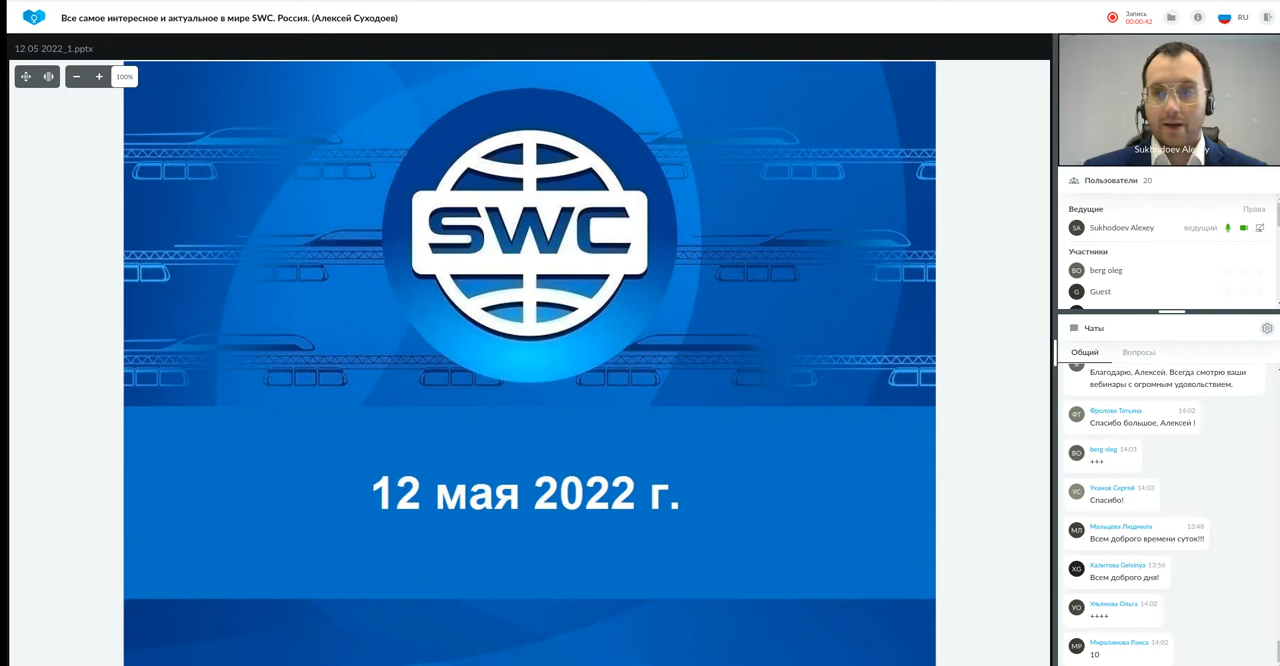 Все самое интересное и актуальное в мире SWC. Россия. (Алексей Суходоев)
Запись
00:00:42
RU
12 05 2022_1.pptx
100%
SWC
12 мая 2022 г.
Sukhodoev Alexey
Пользователи 20
Ведущие Права
SA Sukhodoev Alexey ведущий
Участники
BO berg oleg
G Guest
Чаты
Общий Вопросы
Благодарю, Алексей. Всегда смотрю ваши
вебинары с огромным удовольствием.
ФТ Фролова Татьяна 14:02
Спасибо большое, Алексей !
BO berg oleg 14:03
+++
УС Уханов Сергей 14:03
Спасибо!
МЛ Мальцева Людмила 13:48
Всем доброго времени суток!!!
XG Халитова Gelsinya 13:56
Всем доброго дня!
УО Ульянова Ольга 14:02
++++
МР Мирала​мова Раиса 14:02
10